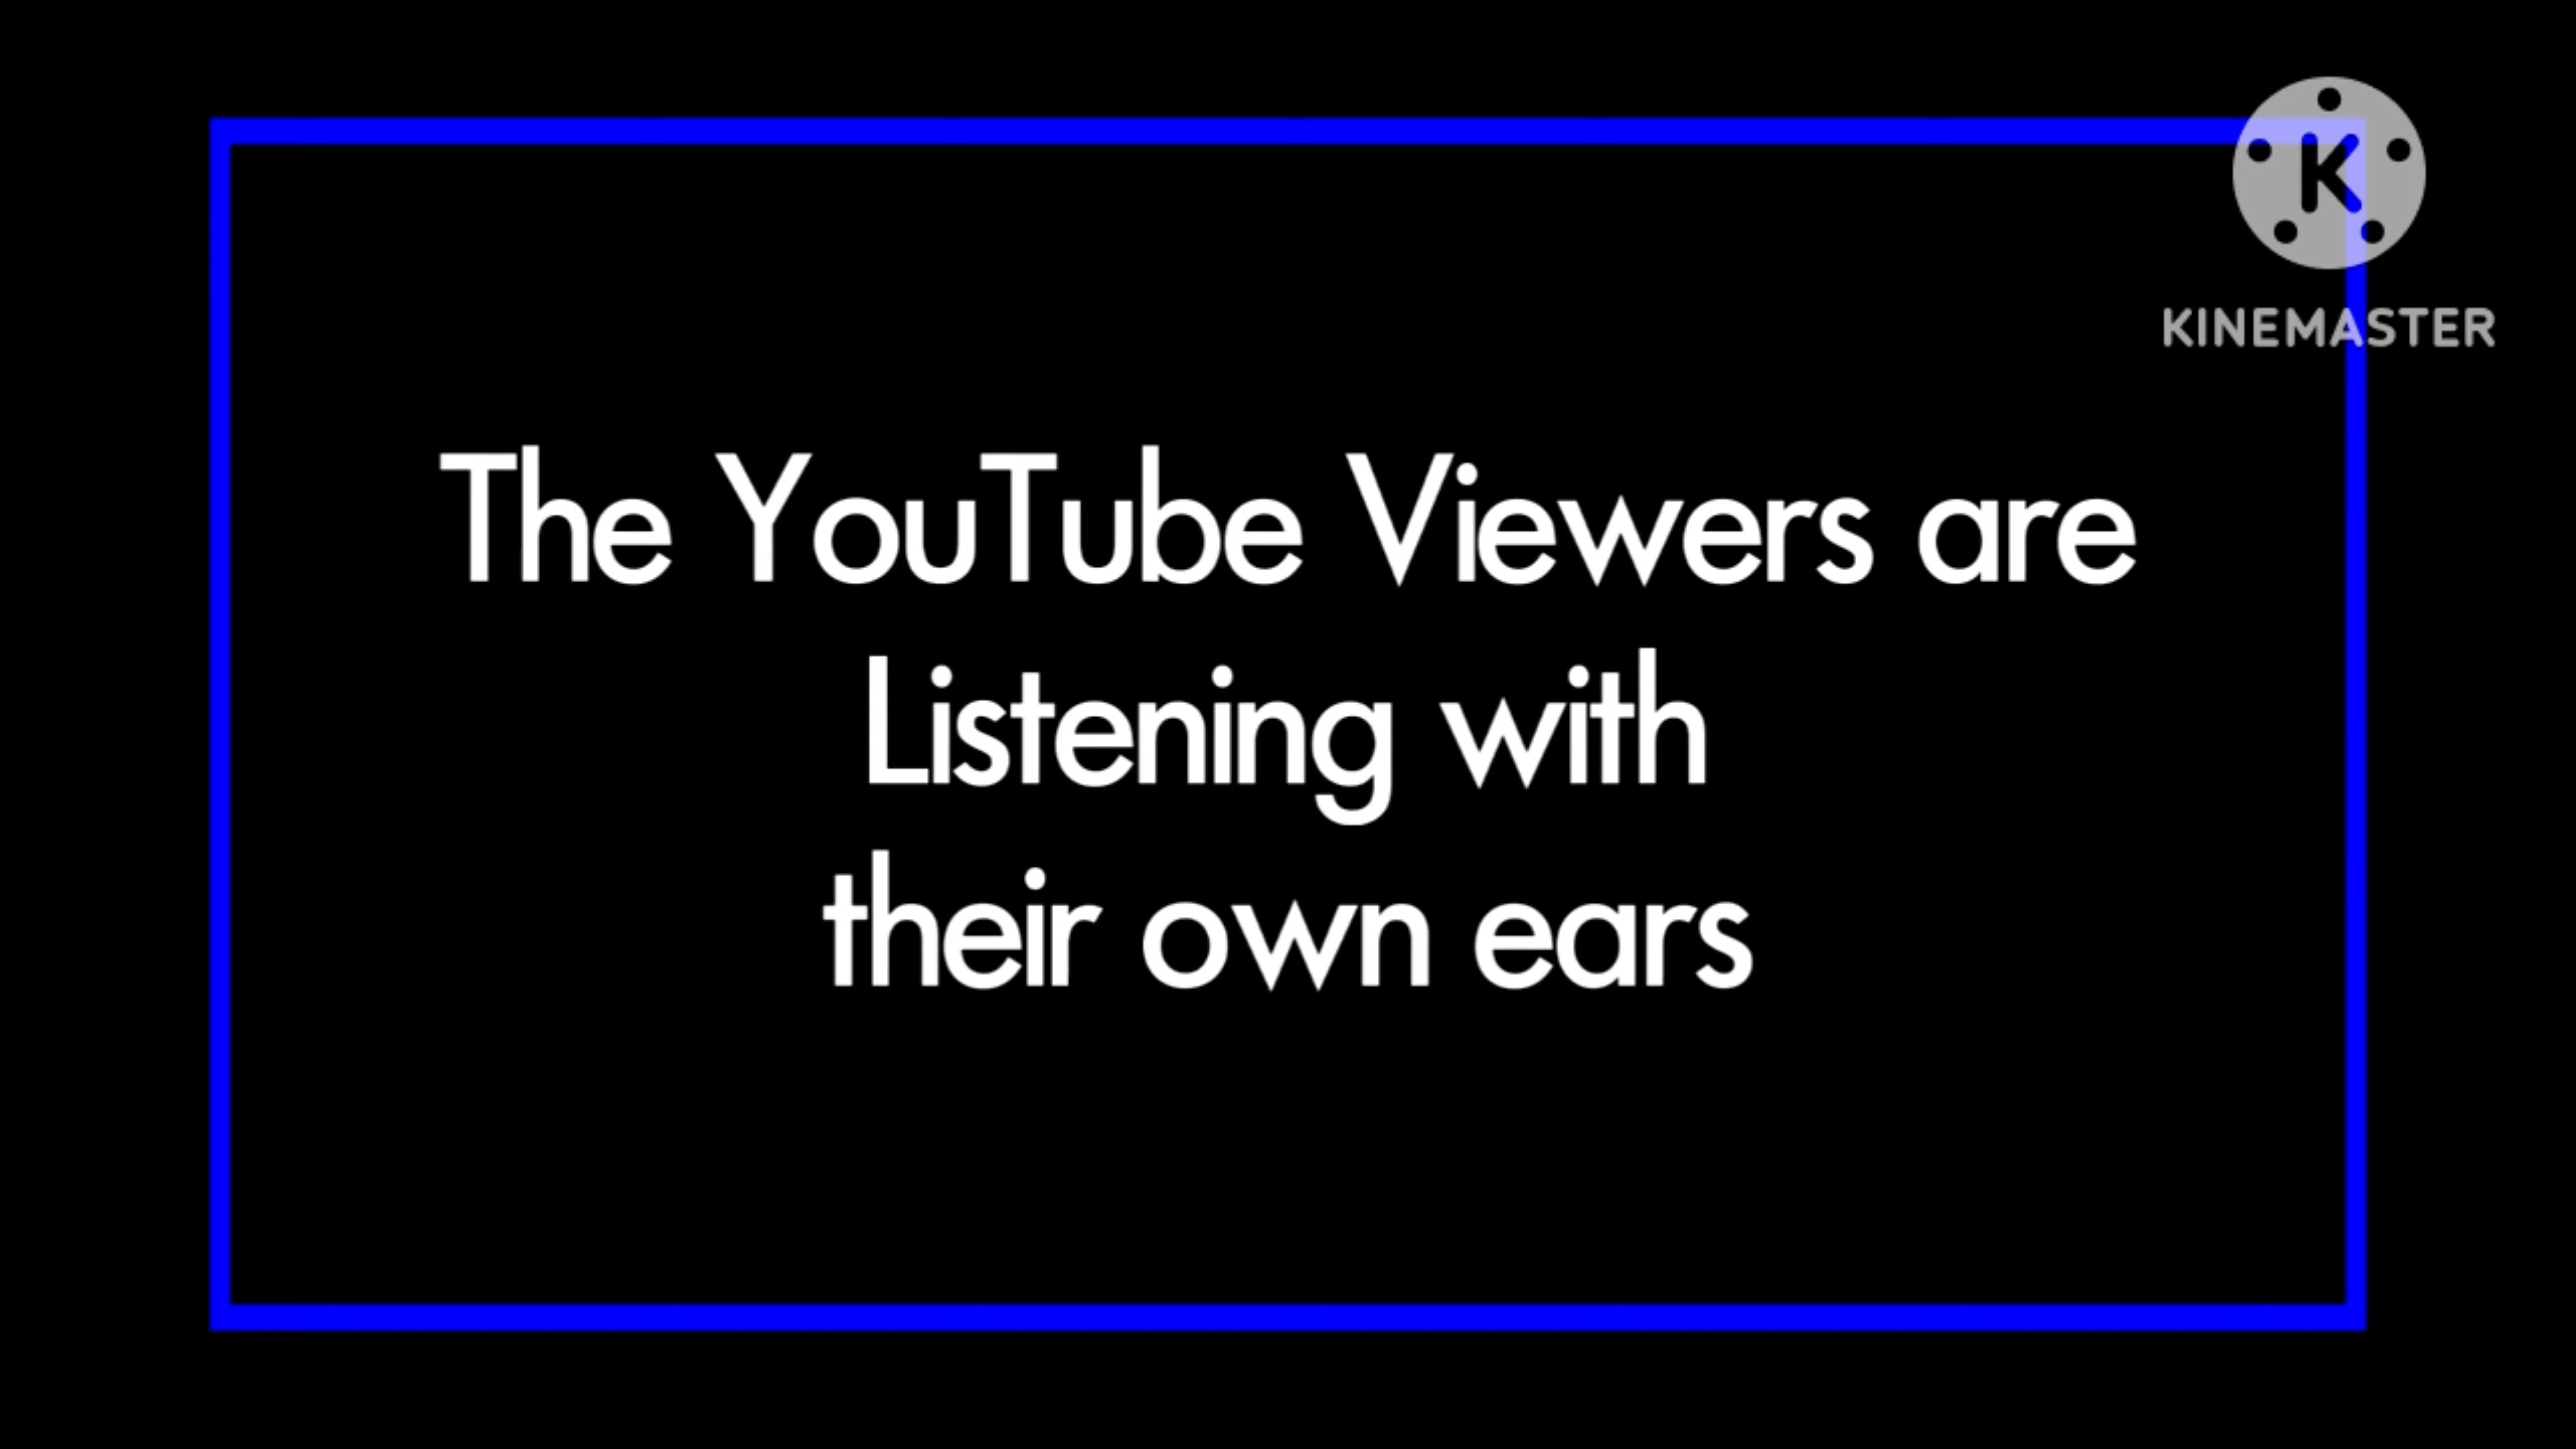 K
KINEMASTER
The YouTube Viewers are
Listening with
their own ears